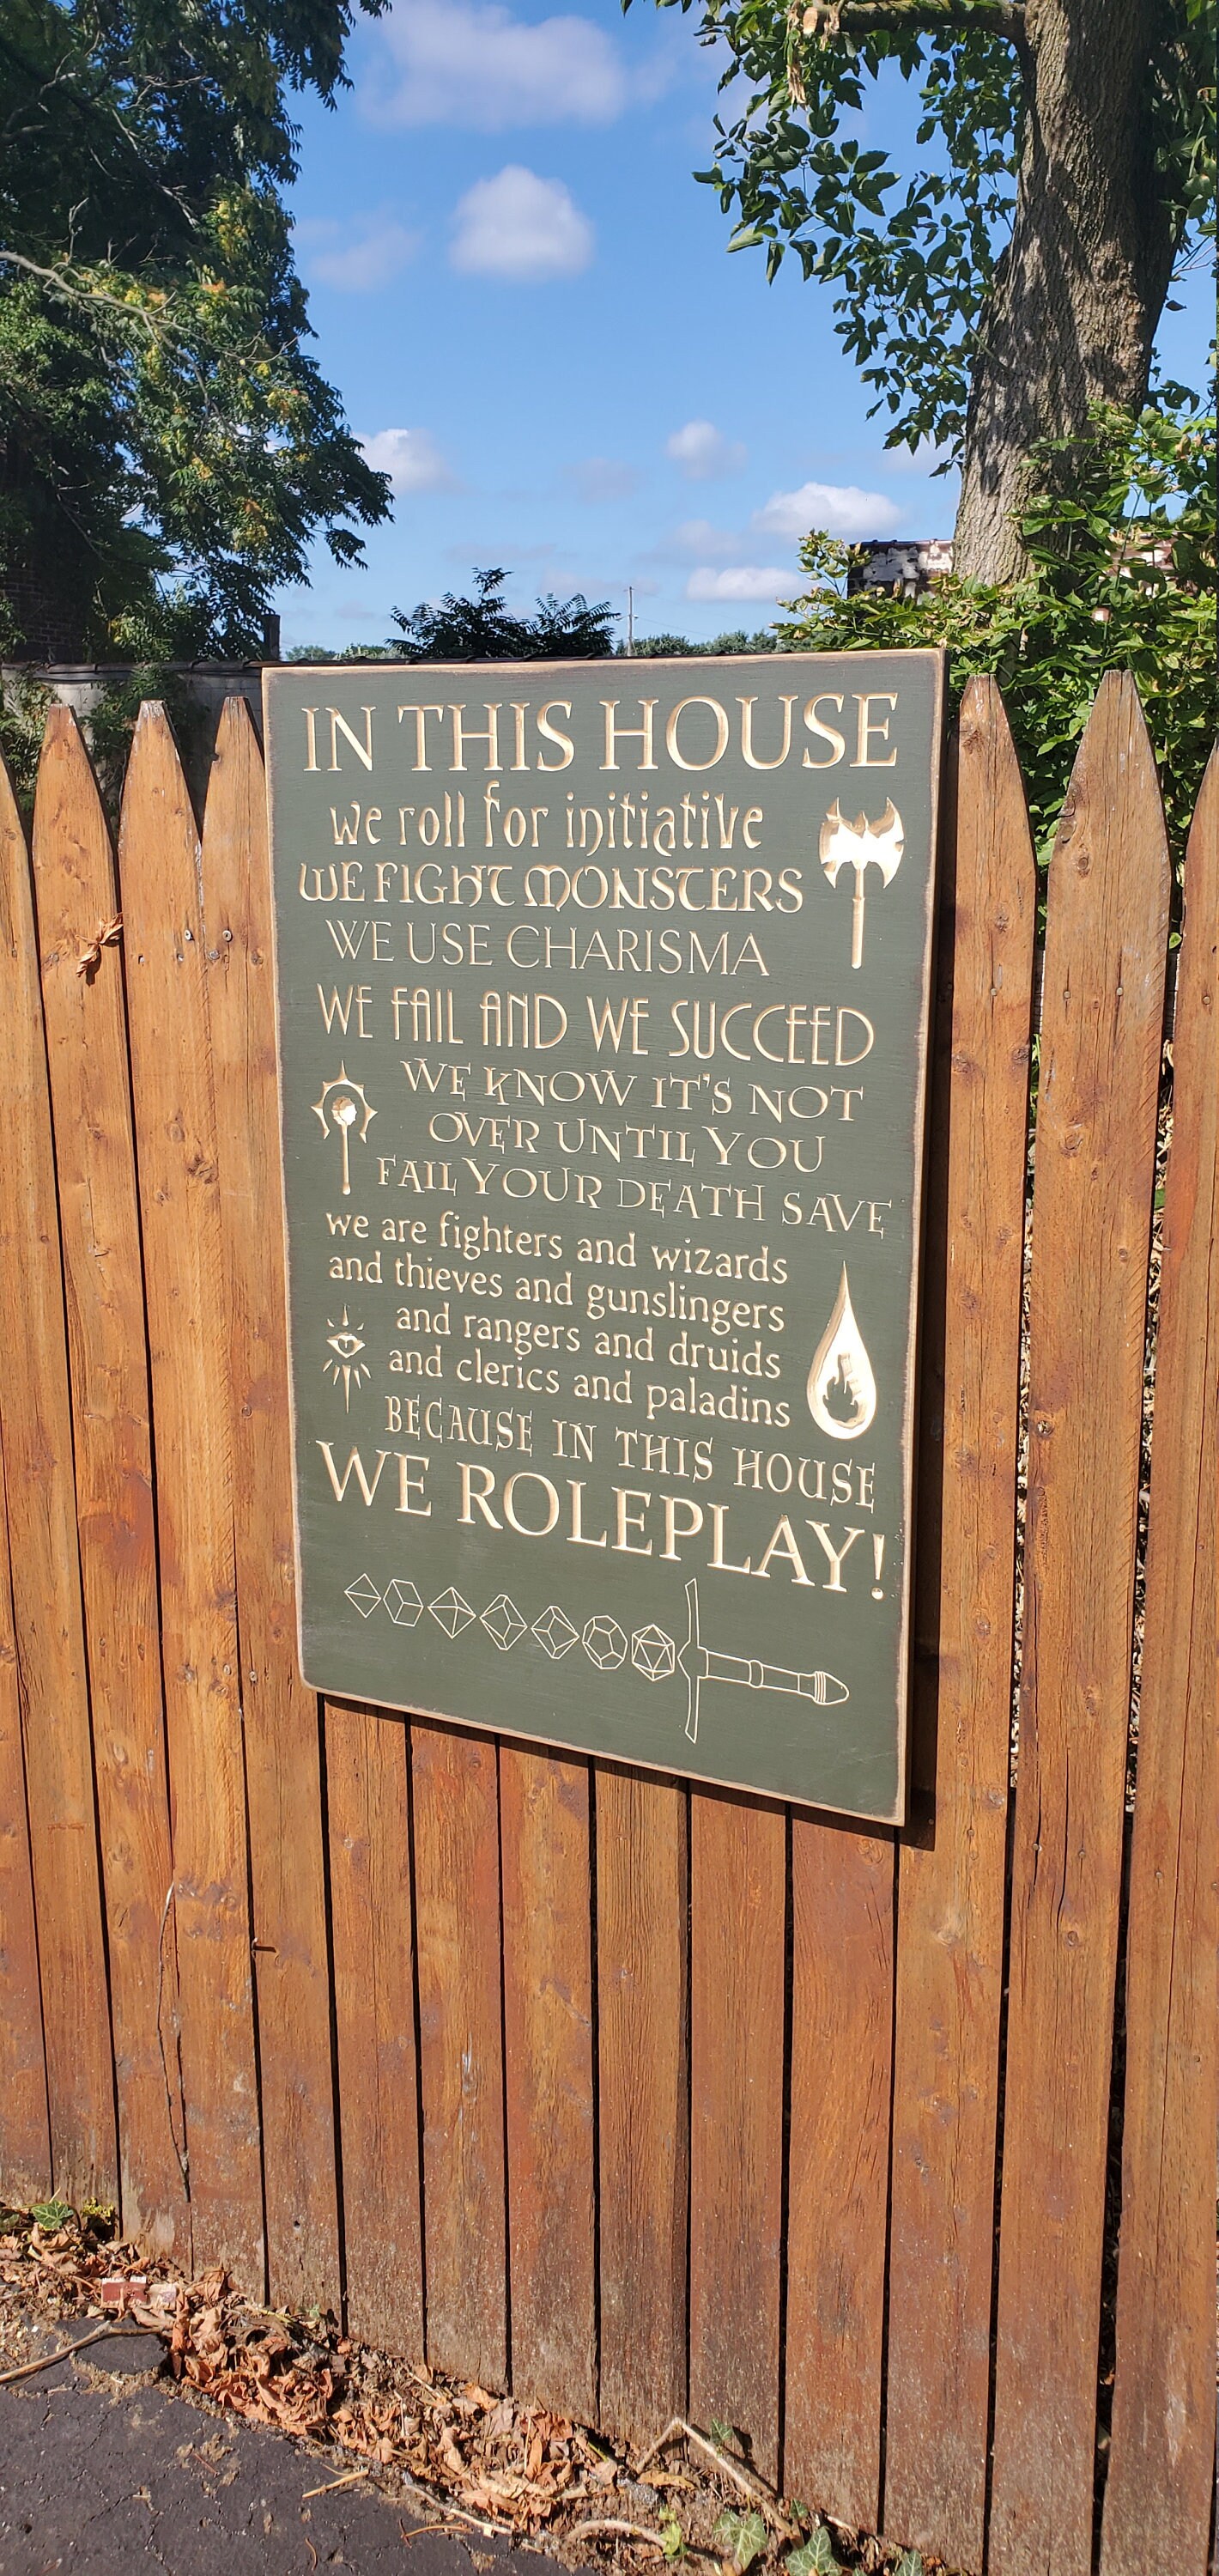 IN THIS HOUSE
we roll for initiative
WE FIGHT MONSTERS
WE USE CHARISMA
WE FAIL AND WE SUCCEED
WE KNOW IT'S NOT
OVER UNTIL YOU
FAIL YOUR DEATH SAVE
we are fighters and wizards
and thieves and gunslingers
and rangers and druids
and clerics and paladins
BECAUSE IN THIS HOUSE
WE ROLEPLAY!